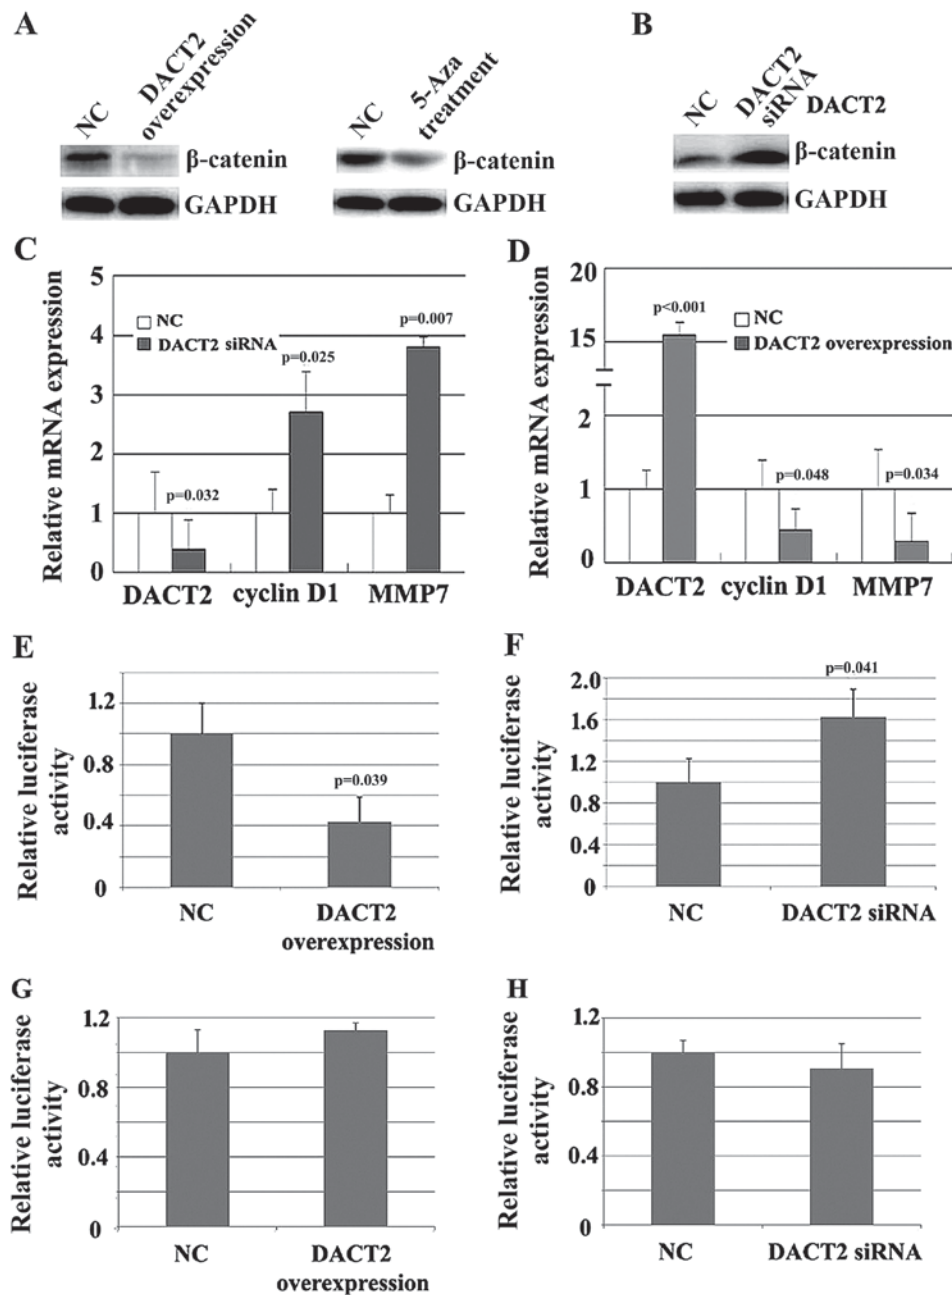 A
NC
DACT2
overexpression
β-catenin
GAPDH
NC
5-Aza
treatment
β-catenin
GAPDH
B
NC
DACT2
siRNA
DACT2
β-catenin
GAPDH
C
Relative mRNA expression
5
4
3
2
1
0
NC
DACT2 siRNA
p=0.032
p=0.025
p=0.007
DACT2
cyclin D1
MMP7
D
Relative mRNA expression
20
15
2
1
0
p<0.001
NC
DACT2 overexpression
p=0.048
p=0.034
DACT2
cyclin D1
MMP7
E
Relative luciferase
activity
1.2
0.8
0.4
0
p=0.039
NC
DACT2
overexpression
F
Relative luciferase
activity
2.0
1.6
1.2
0.8
0.4
0
p=0.041
NC
DACT2 siRNA
G
Relative luciferase
activity
1.2
0.8
0.4
0
NC
DACT2
overexpression
H
Relative luciferase
activity
1.2
0.8
0.4
0
NC
DACT2 siRNA